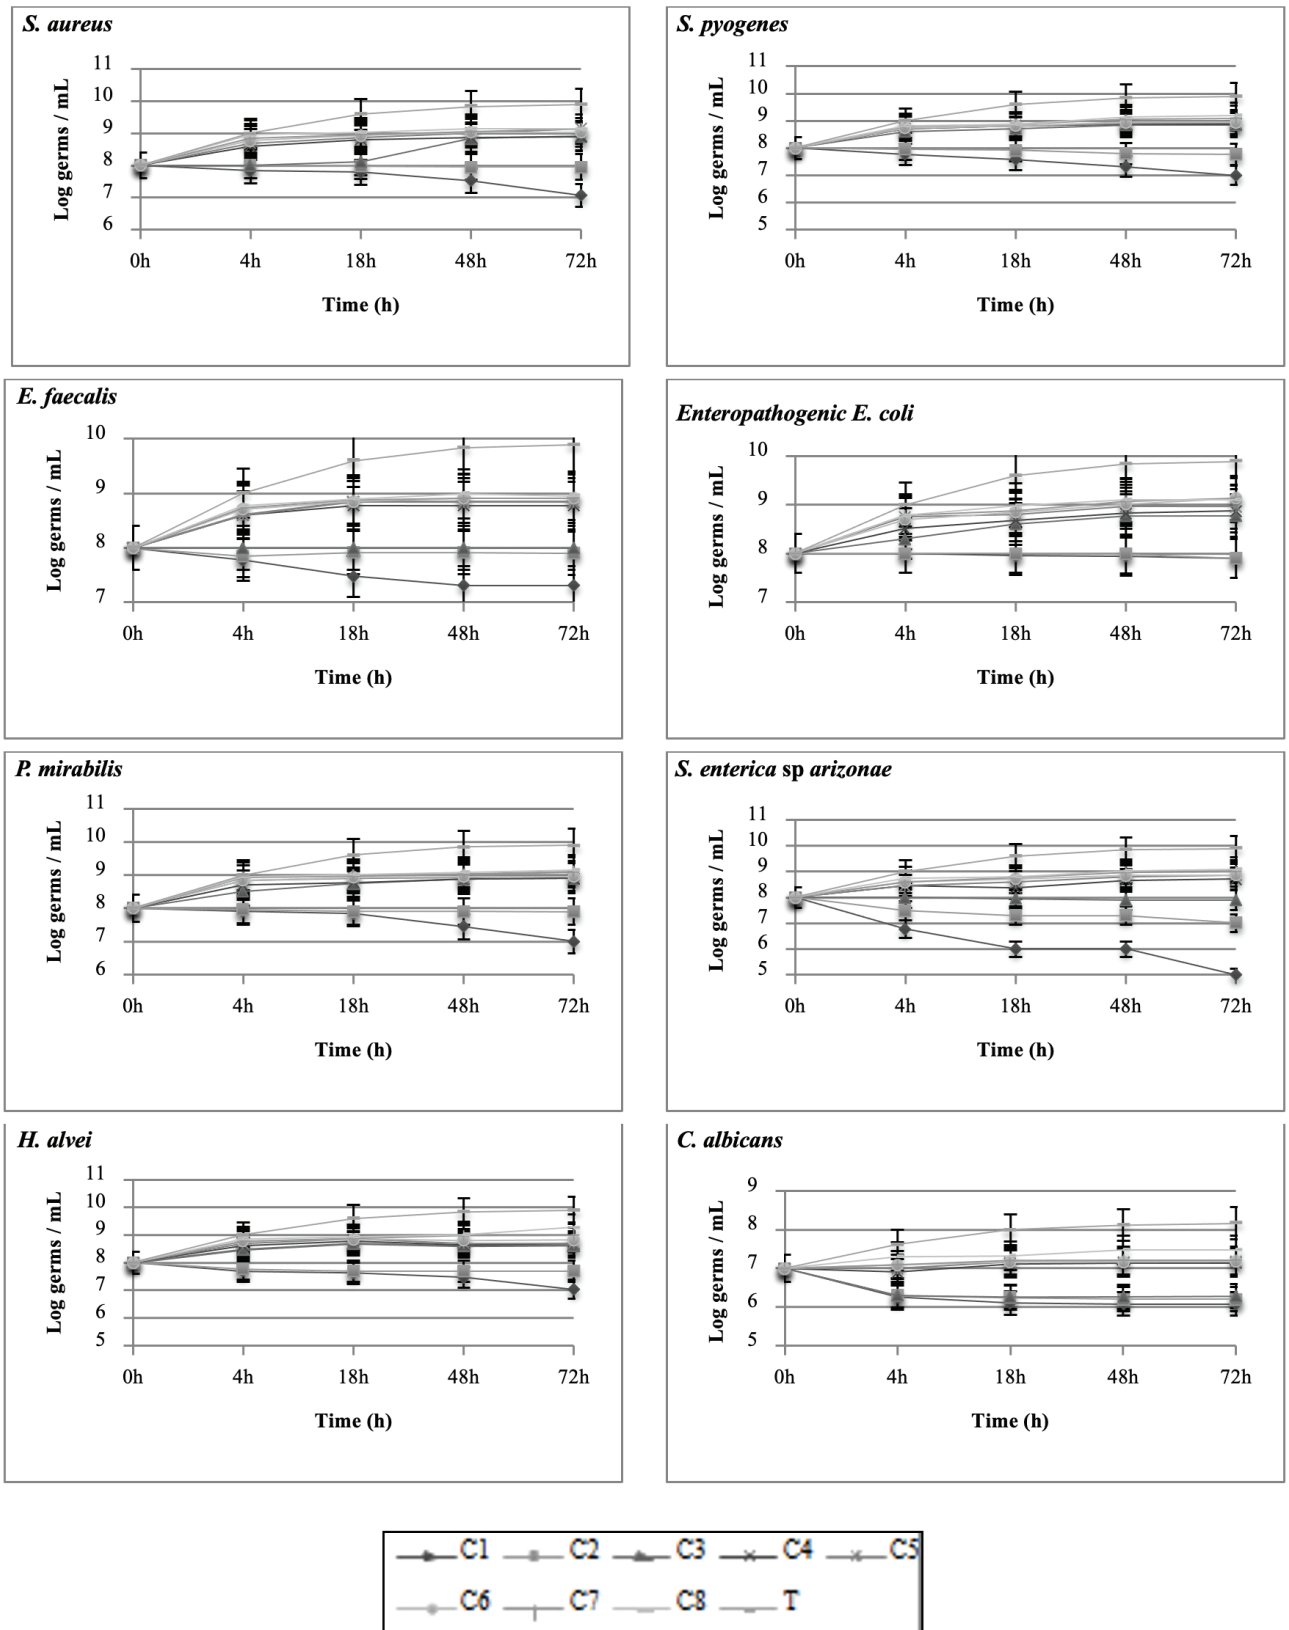 S. aureus
11
10
9
8
7
6
Log germs / mL
0h 4h 18h 48h 72h
Time (h)
S. pyogenes
11
10
9
8
7
6
5
Log germs / mL
0h 4h 18h 48h 72h
Time (h)
E. faecalis
10
9
8
7
Log germs / mL
0h 4h 18h 48h 72h
Time (h)
Enteropathogenic E. coli
10
9
8
7
Log germs / mL
0h 4h 18h 48h 72h
Time (h)
P. mirabilis
11
10
9
8
7
6
Log germs / mL
0h 4h 18h 48h 72h
Time (h)
S. enterica sp arizonae
11
10
9
8
7
6
5
Log germs / mL
0h 4h 18h 48h 72h
Time (h)
H. alvei
11
10
9
8
7
6
5
Log germs / mL
0h 4h 18h 48h 72h
Time (h)
C. albicans
9
8
7
6
5
Log germs / mL
0h 4h 18h 48h 72h
Time (h)
C1 C2 C3 C4 C5
C6 C7 C8 T